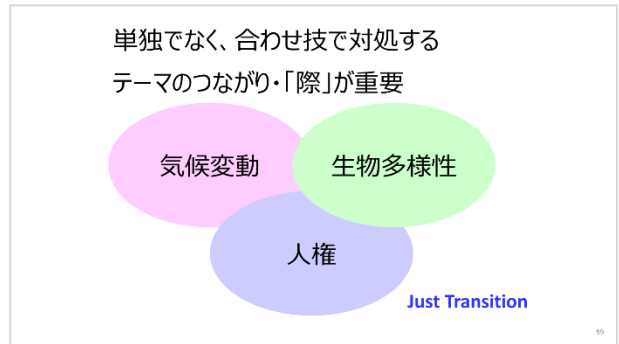 単独でなく、合わせ技で対処する
テーマのつながり・「際」が重要
気候変動
生物多様性
人権
Just Transition
59